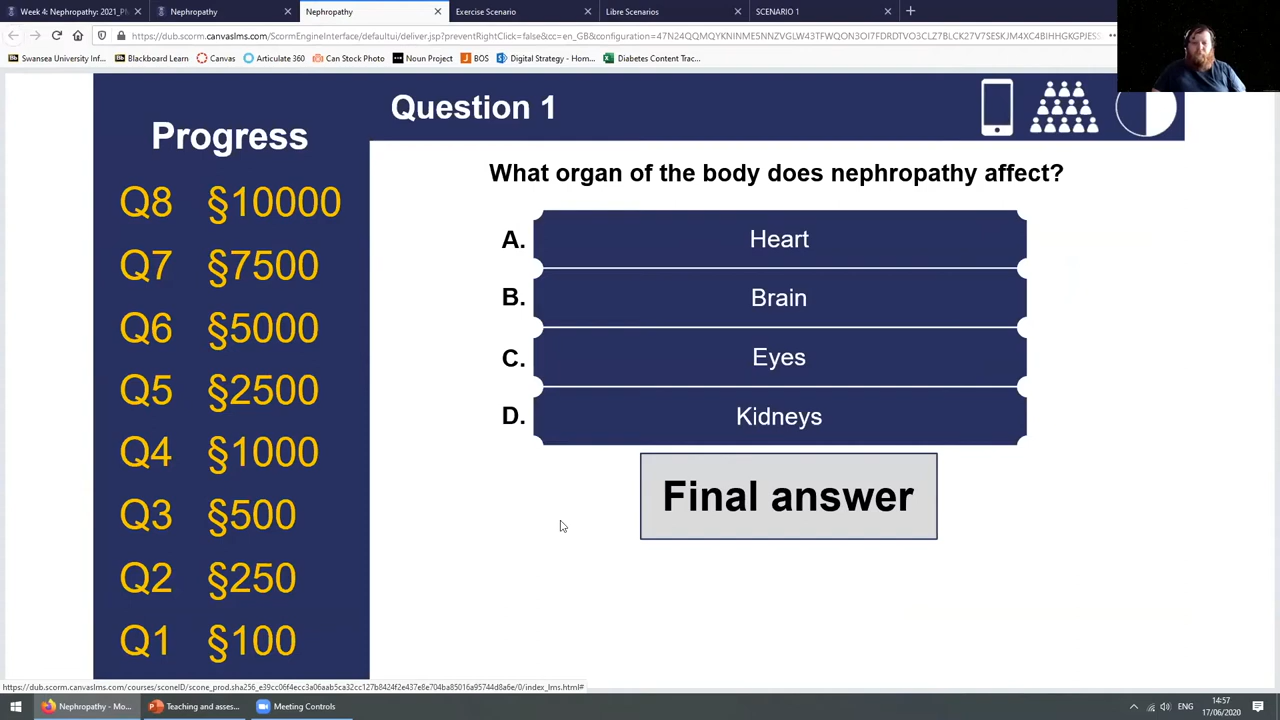 Week 4: Nephropathy: 2021_PM
Nephropathy
Nephropathy
Exercise Scenario
Libre Scenarios
SCENARIO 1
Swansea University Inf...
Blackboard Learn
Canvas
Articulate 360
Can Stock Photo
Noun Project
BOS
Digital Strategy - Hom...
Diabetes Content Trac...
Progress
Q8 §10000
Q7 §7500
Q6 §5000
Q5 §2500
Q4 §1000
Q3 §500
Q2 §250
Q1 §100
Question 1
What organ of the body does nephropathy affect?
A. Heart
B. Brain
C. Eyes
D. Kidneys
Final answer
Nephropathy - Mo...
Teaching and asses...
Meeting Controls
ENG
14:57
17/06/2020